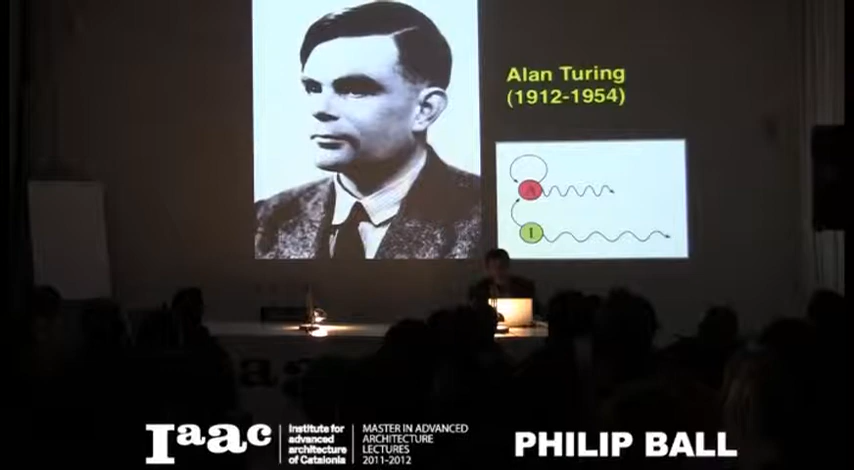 Alan Turing
(1912-1954)
A
I
Iaac
Institute for
advanced
architecture
of Catalonia
MASTER IN ADVANCED
ARCHITECTURE
LECTURES
2011-2012
PHILIP BALL